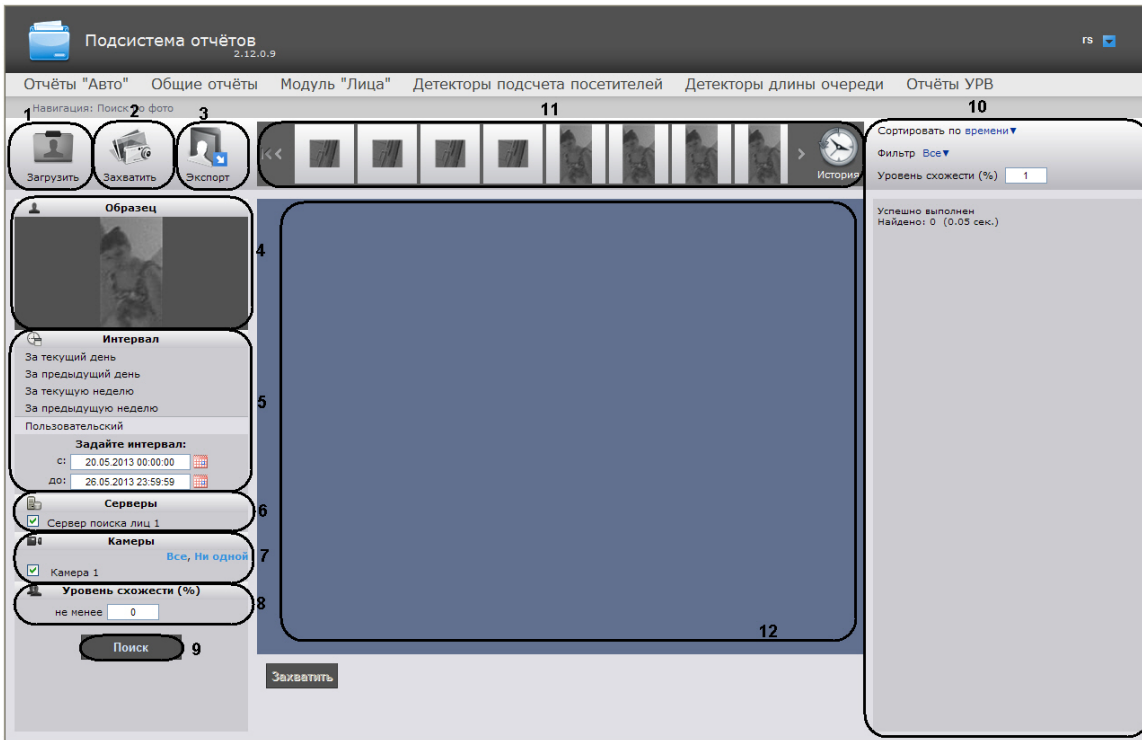 Подсистема отчётов
2.12.0.9
rs
Отчёты "Авто" Общие отчёты Модуль "Лица" Детекторы подсчета посетителей Детекторы длины очереди Отчёты УРВ
Навигация: Поиск по фото
1
2
3
11
10
Загрузить
Захватить
Экспорт
История
Сортировать по времени
Фильтр Все
Уровень схожести (%) 1
Образец
4
Успешно выполнен
Найдено: 0 (0.05 сек.)
Интервал
За текущий день
За предыдущий день
За текущую неделю
За предыдущую неделю
5
Пользовательский
Задайте интервал:
с: 20.05.2013 00:00:00
до: 26.05.2013 23:59:59
Серверы
6
Сервер поиска лиц 1
Камеры
Все, Ни одной
7
Камера 1
Уровень схожести (%)
8
не менее 0
12
Поиск
9
Захватить